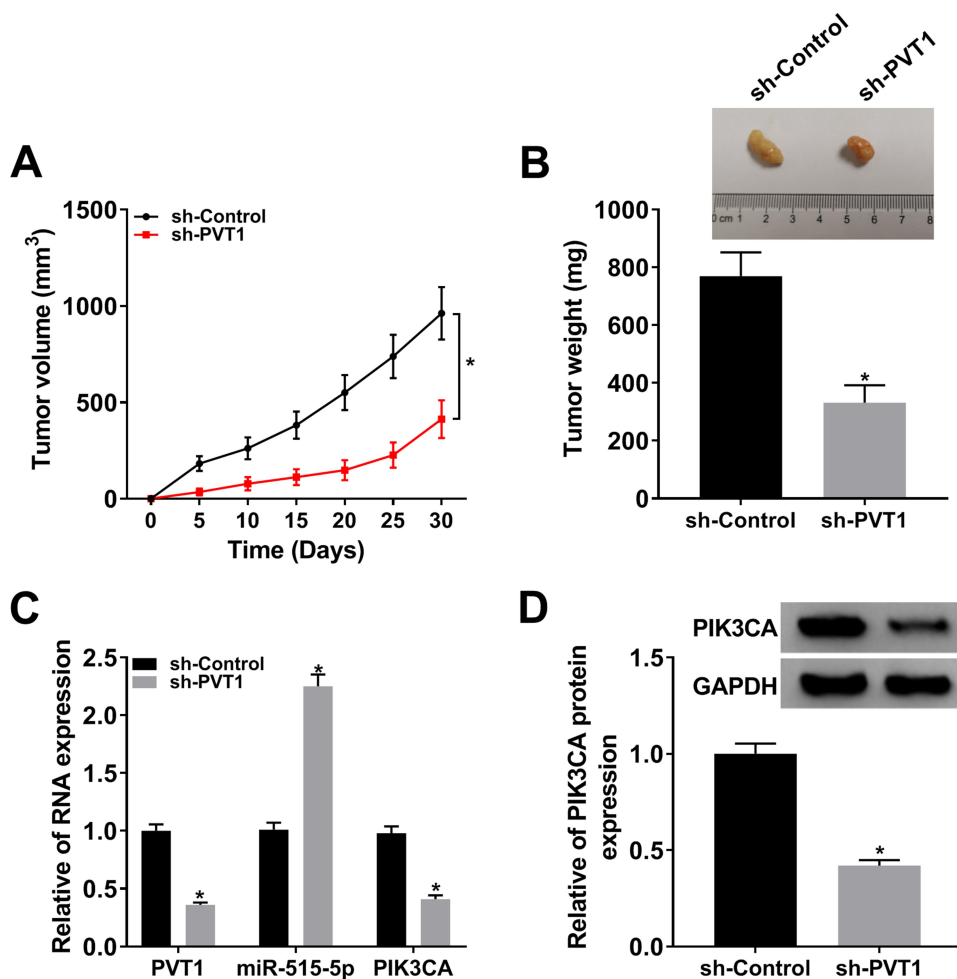 A
Tumor volume (mm3)
1500
1000
500
0
sh-Control
sh-PVT1
*
0 5 10 15 20 25 30
Time (Days)
B
sh-Control
sh-PVT1
0 cm 1 2 3 4 5 6 7 8
Tumor weight (mg)
1000
800
600
400
200
0
*
sh-Control sh-PVT1
C
Relative of RNA expression
2.5
2.0
1.5
1.0
0.5
0.0
sh-Control
sh-PVT1
*
*
*
PVT1 miR-515-5p PIK3CA
D
PIK3CA
GAPDH
Relative of PIK3CA protein
expression
1.5
1.0
0.5
0.0
*
sh-Control sh-PVT1